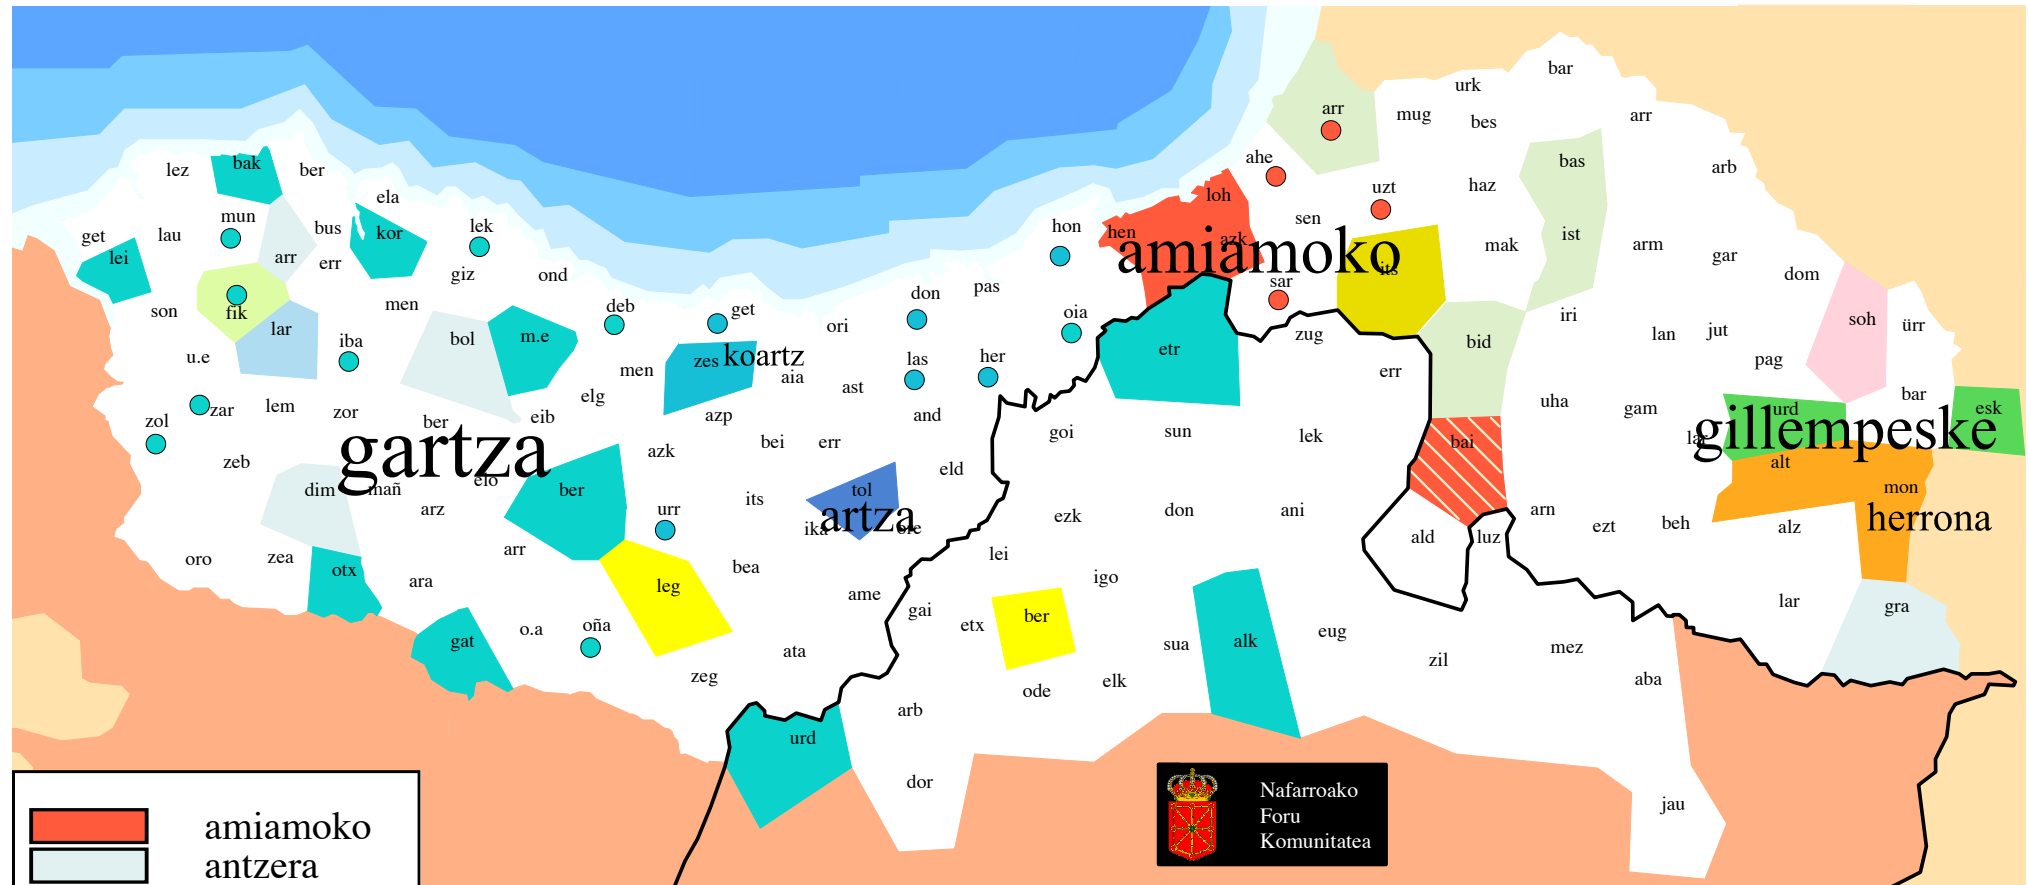 bar
urk
arr
mug
bes
arr
ahe
bas
lez
bak
ber
arb
uzt
haz
loh
ela
mun
bus
lek
hon
sen
get
lau
kor
hen
azk
amiamoko
mak
ist
arm
gar
lei
arr
err
giz
ond
its
dom
son
fik
lar
men
deb
get
don
pas
oia
sar
iri
soh
ürr
u.e
iba
bol
m.e
ori
zug
bid
lan
jut
men
zes
koartz
aia
las
her
etr
err
pag
zol
zar
lem
zor
ber
eib
elg
azp
ast
and
uha
gam
urd
bar
esk
gartza
azk
bei
err
goi
sun
lek
bai
lar
gillempeske
zeb
dim
mañ
elo
ber
its
tol
eld
alt
mon
arz
urr
ika
artza
ore
ezk
don
ani
arn
ezt
beh
alz
herrona
oro
zea
otx
arr
bea
lei
ald
luz
ara
leg
ame
gai
igo
lar
gra
gat
o.a
oña
ata
etx
ber
sua
alk
eug
zil
mez
zeg
ode
elk
aba
urd
arb
dor
jau
Nafarroako
Foru
Komunitatea
amiamoko
antzera